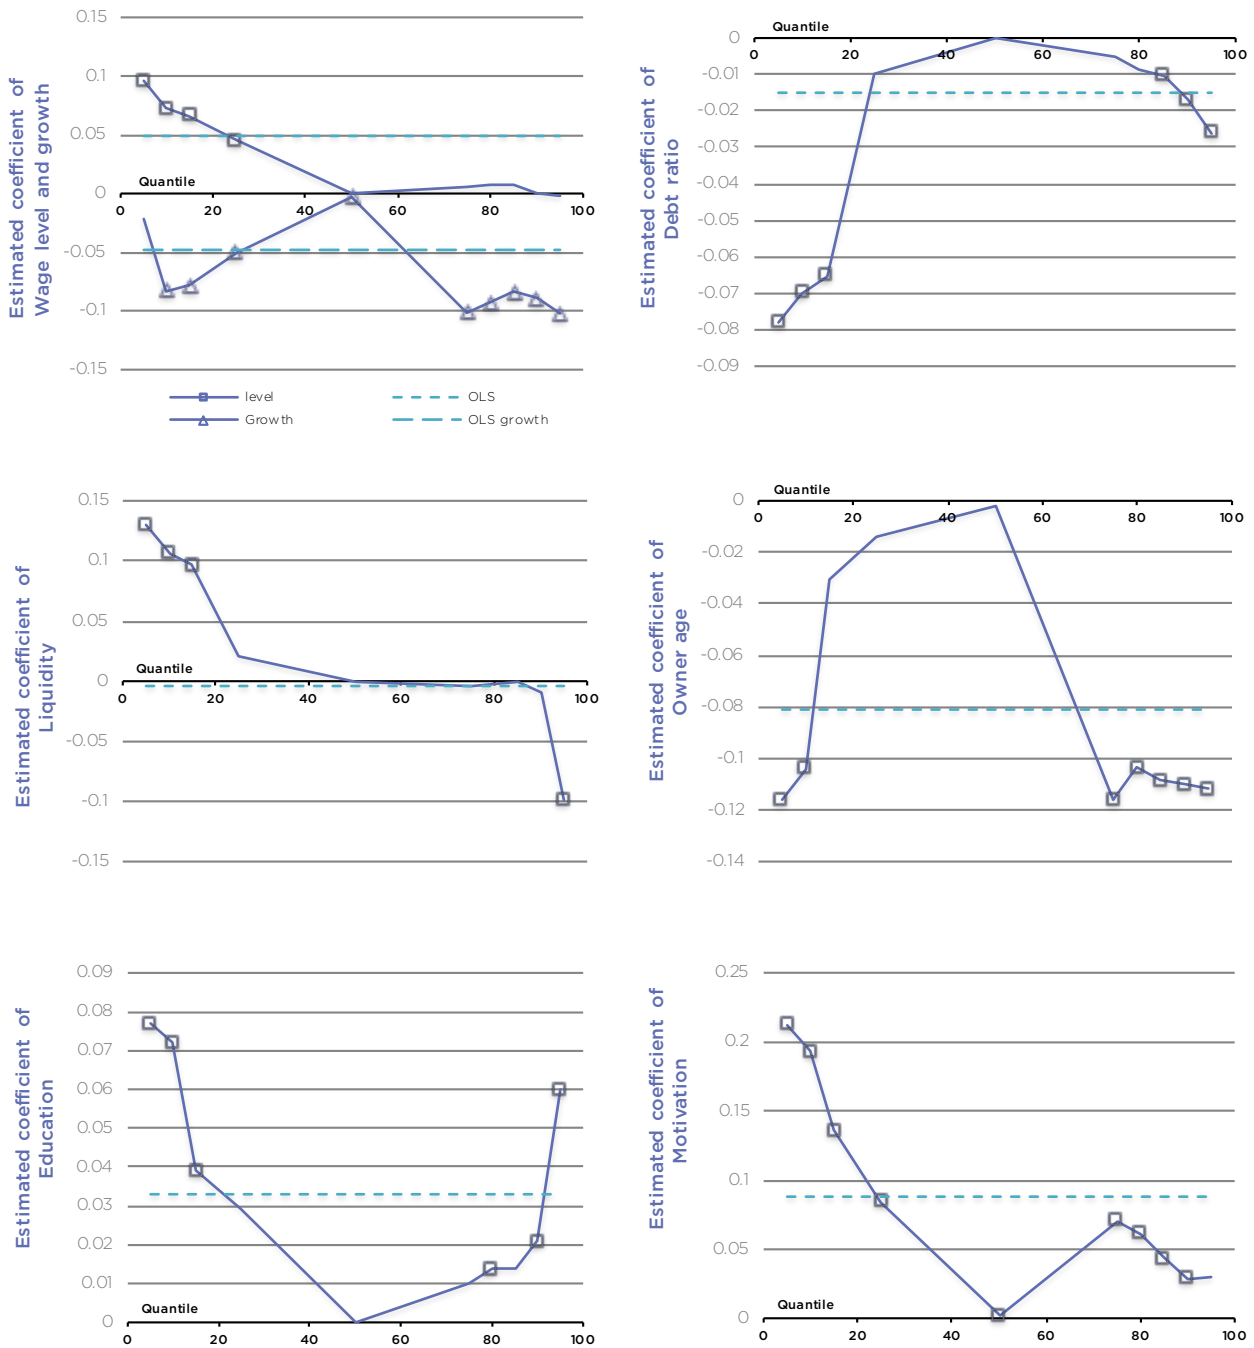 Estimated coefficient of
Wage level and growth
0.15
0.1
0.05
0
-0.05
-0.1
-0.15
Quantile
0 20 40 60 80 100
level
OLS
Growth
OLS growth
Estimated coefficient of
Debt ratio
Quantile
0
-0.01
-0.02
-0.03
-0.04
-0.05
-0.06
-0.07
-0.08
-0.09
0 20 40 60 80 100
Estimated coefficient of
Liquidity
0.15
0.1
0.05
0
-0.05
-0.1
-0.15
Quantile
0 20 40 60 80 100
Estimated coefficient of
Owner age
Quantile
0
-0.02
-0.04
-0.06
-0.08
-0.1
-0.12
-0.14
0 20 40 60 80 100
Estimated coefficient of
Education
0.09
0.08
0.07
0.06
0.05
0.04
0.03
0.02
0.01
0
Quantile
0 20 40 60 80 100
Estimated coefficient of
Motivation
0.25
0.2
0.15
0.1
0.05
0
Quantile
0 20 40 60 80 100